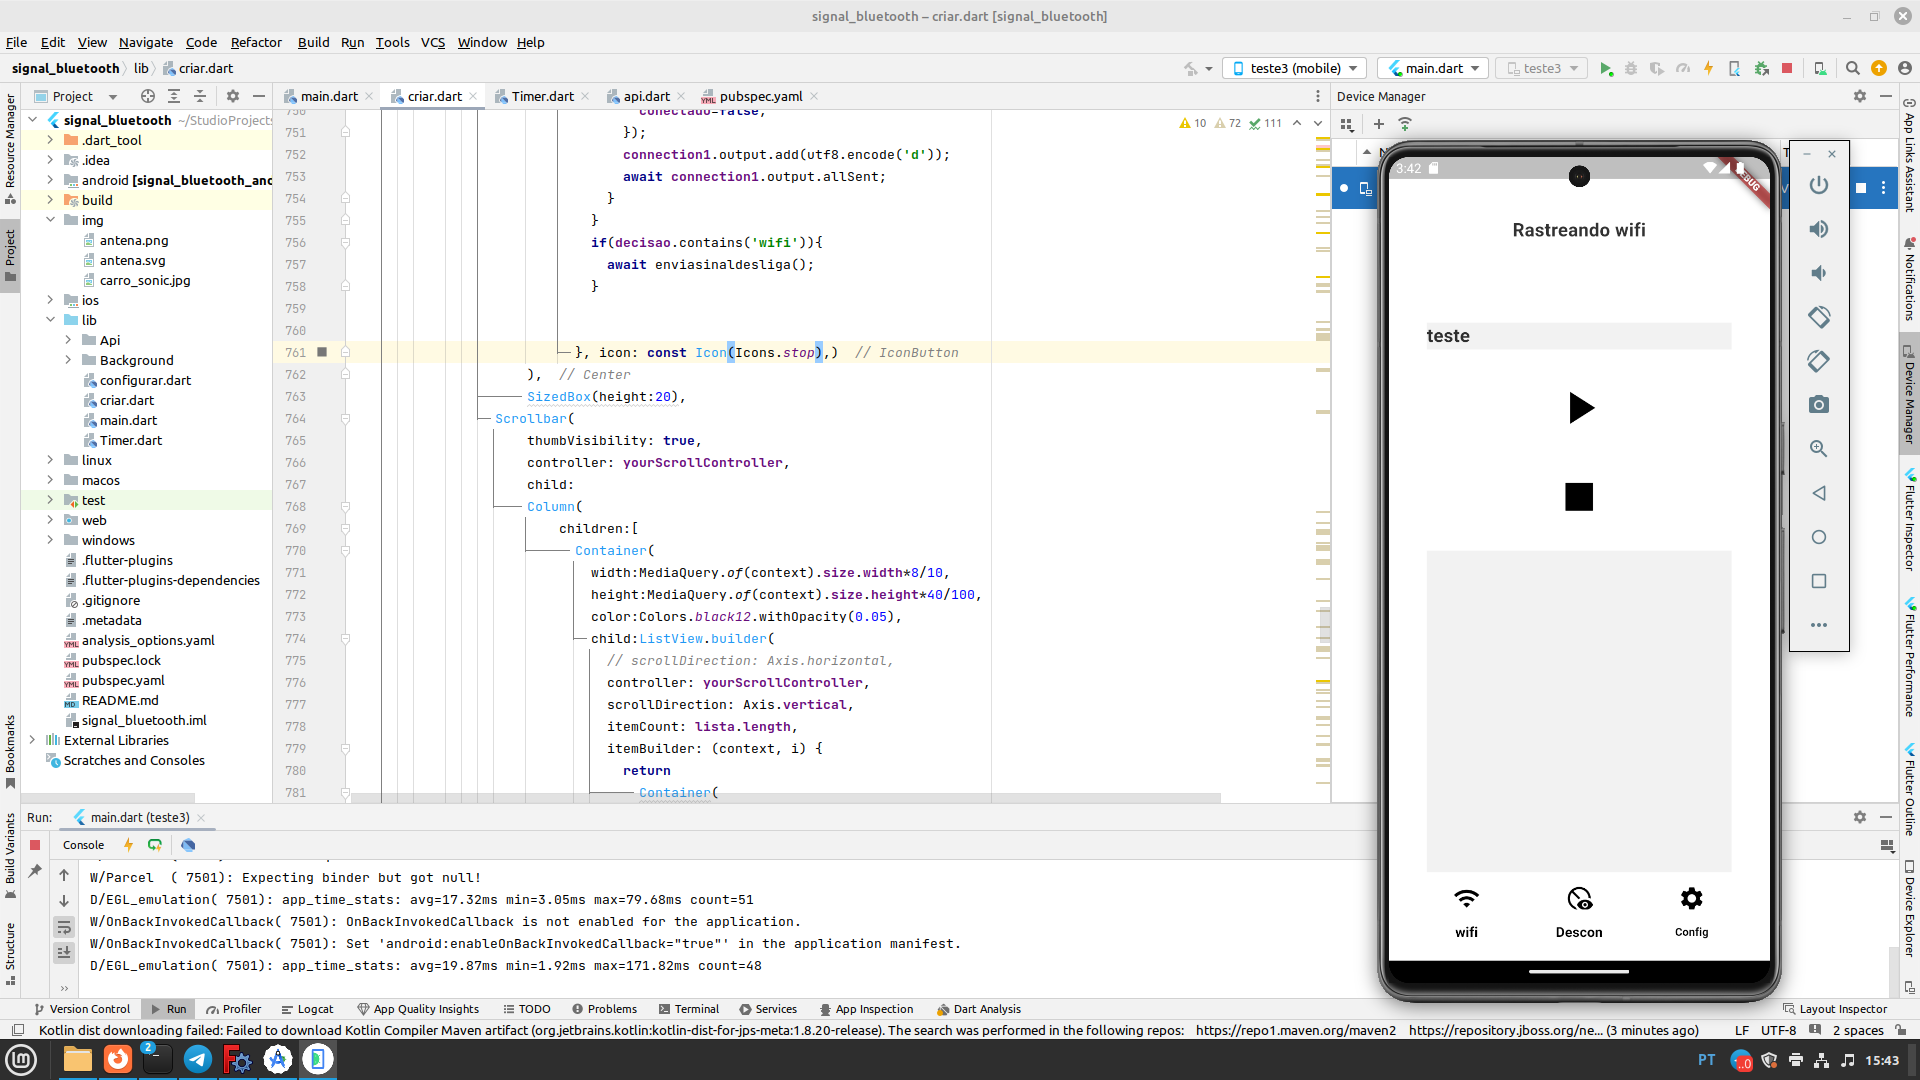 signal_bluetooth – criar.dart [signal_bluetooth]
File Edit View Navigate Code Refactor Build Run Tools VCS Window Help
signal_bluetooth lib criar.dart
teste3 (mobile) main.dart teste3
Project
main.dart criar.dart Timer.dart api.dart pubspec.yaml
Device Manager
signal_bluetooth ~/StudioProjects
.dart_tool
.idea
android [signal_bluetooth_and
build
img
antena.png
antena.svg
carro_sonic.jpg
ios
lib
Api
Background
configurar.dart
criar.dart
main.dart
Timer.dart
linux
macos
test
web
windows
.flutter-plugins
.flutter-plugins-dependencies
.gitignore
.metadata
analysis_options.yaml
pubspec.lock
pubspec.yaml
README.md
signal_bluetooth.iml
External Libraries
Scratches and Consoles
Resource Manager
Project
Bookmarks
Build Variants
Structure
10 72 111
750 conectado=false;
751 });
752 connection1.output.add(utf8.encode('d'));
753 await connection1.output.allSent;
754 }
755 }
756 if(decisao.contains('wifi')){
757 await enviasinaldesliga();
758 }
759
760
761 }, icon: const Icon(Icons.stop),) // IconButton
762 ), // Center
763 SizedBox(height:20),
764 Scrollbar(
765 thumbVisibility: true,
766 controller: yourScrollController,
767 child:
768 Column(
769 children:[
770 Container(
771 width:MediaQuery.of(context).size.width*8/10,
772 height:MediaQuery.of(context).size.height*40/100,
773 color:Colors.black12.withOpacity(0.05),
774 child:ListView.builder(
775 // scrollDirection: Axis.horizontal,
776 controller: yourScrollController,
777 scrollDirection: Axis.vertical,
778 itemCount: lista.length,
779 itemBuilder: (context, i) {
780 return
781 Container(
3:42
DEBUG
Rastreando wifi
teste
wifi Descon Config
App Links Assistant
Notifications
Device Manager
Flutter Inspector
Flutter Performance
Flutter Outline
Device Explorer
Run: main.dart (teste3)
Console
W/Parcel ( 7501): Expecting binder but got null!
D/EGL_emulation( 7501): app_time_stats: avg=17.32ms min=3.05ms max=79.68ms count=51
W/OnBackInvokedCallback( 7501): OnBackInvokedCallback is not enabled for the application.
W/OnBackInvokedCallback( 7501): Set 'android:enableOnBackInvokedCallback="true"' in the application manifest.
D/EGL_emulation( 7501): app_time_stats: avg=19.87ms min=1.92ms max=171.82ms count=48
Version Control Run Profiler Logcat App Quality Insights TODO Problems Terminal Services App Inspection Dart Analysis Layout Inspector
Kotlin dist downloading failed: Failed to download Kotlin Compiler Maven artifact (org.jetbrains.kotlin:kotlin-dist-for-jps-meta:1.8.20-release). The search was performed in the following repos: https://repo1.maven.org/maven2 https://repository.jboss.org/ne... (3 minutes ago) LF UTF-8 2 spaces
2 PT 15:43